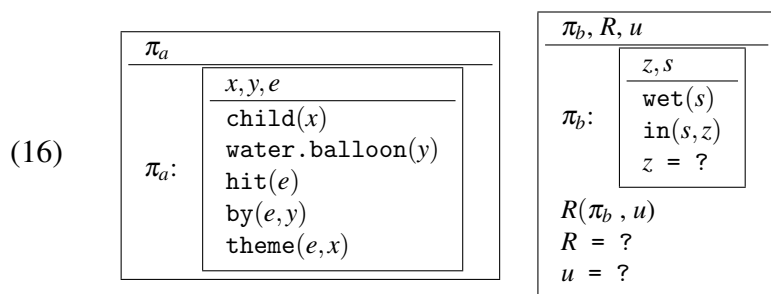 (16)
π_a
π_a:
x, y, e
child(x)
water.balloon(y)
hit(e)
by(e,y)
theme(e,x)
π_b, R, u
π_b:
z, s
wet(s)
in(s,z)
z = ?
R(π_b , u)
R = ?
u = ?